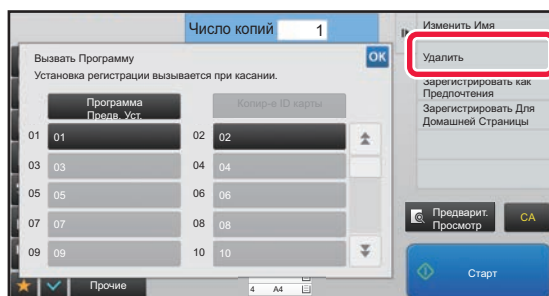 Число копий 1
Вызвать Программу
OK
Установка регистрации вызывается при касании.
Программа
Предв. Уст.
Копир-е ID карты
01 01
02 02
03 03
04 04
05 05
06 06
07 07
08 08
09 09
10 10
Изменить Имя
Удалить
Зарегистрировать как
Предпочтения
Зарегистрировать Для
Домашней Страницы
Предварит.
Просмотр
CA
Старт
Прочие
4 A4